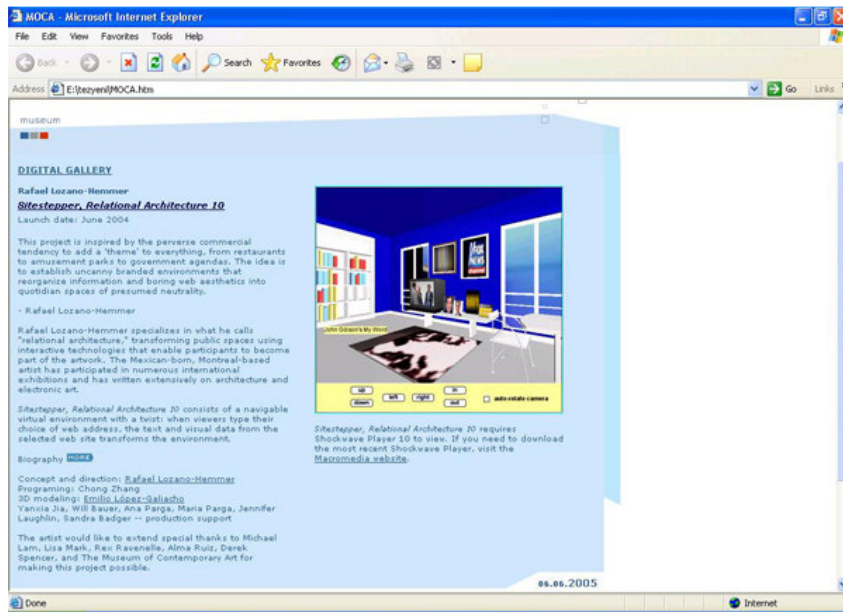 MOCA - Microsoft Internet Explorer
File Edit View Favorites Tools Help
Back Search Favorites
Address E:\tezyenil\MOCA.htm Go Links
museum
DIGITAL GALLERY
Rafael Lozano-Hemmer
Sitestepper, Relational Architecture 10
Launch date: June 2004
This project is inspired by the perverse commercial
tendency to add a 'theme' to everything, from restaurants
to amusement parks to government agendas. The idea is
to establish uncanny branded environments that
reorganize information and boring web aesthetics into
quotidian spaces of presumed neutrality.
- Rafael Lozano-Hemmer
Rafael Lozano-Hemmer specializes in what he calls
"relational architecture," transforming public spaces using
interactive technologies that enable participants to become
part of the artwork. The Mexican-born, Montreal-based
artist has participated in numerous international
exhibitions and has written extensively on architecture and
electronic art.
Sitestepper, Relational Architecture 10 consists of a navigable
virtual environment with a twist: when viewers type their
choice of web address, the text and visual data from the
selected web site transforms the environment.
Biography MORE
Concept and direction: Rafael Lozano-Hemmer
Programing: Chong Zhang
3D modeling: Emilio López-Galiacho
Yanxia Jia, Will Bauer, Ana Parga, Maria Parga, Jennifer
Laughlin, Sandra Badger -- production support
The artist would like to extend special thanks to Michael
Lam, Lisa Mark, Rex Ravenelle, Alma Ruiz, Derek
Spencer, and The Museum of Contemporary Art for
making this project possible.
FOX
NEWS
John Gibson's My Word
up in
left right
down out
auto-rotate camera
Sitestepper, Relational Architecture 10 requires
Shockwave Player 10 to view. If you need to download
the most recent Shockwave Player, visit the
Macromedia website.
06.06.2005
Done Internet